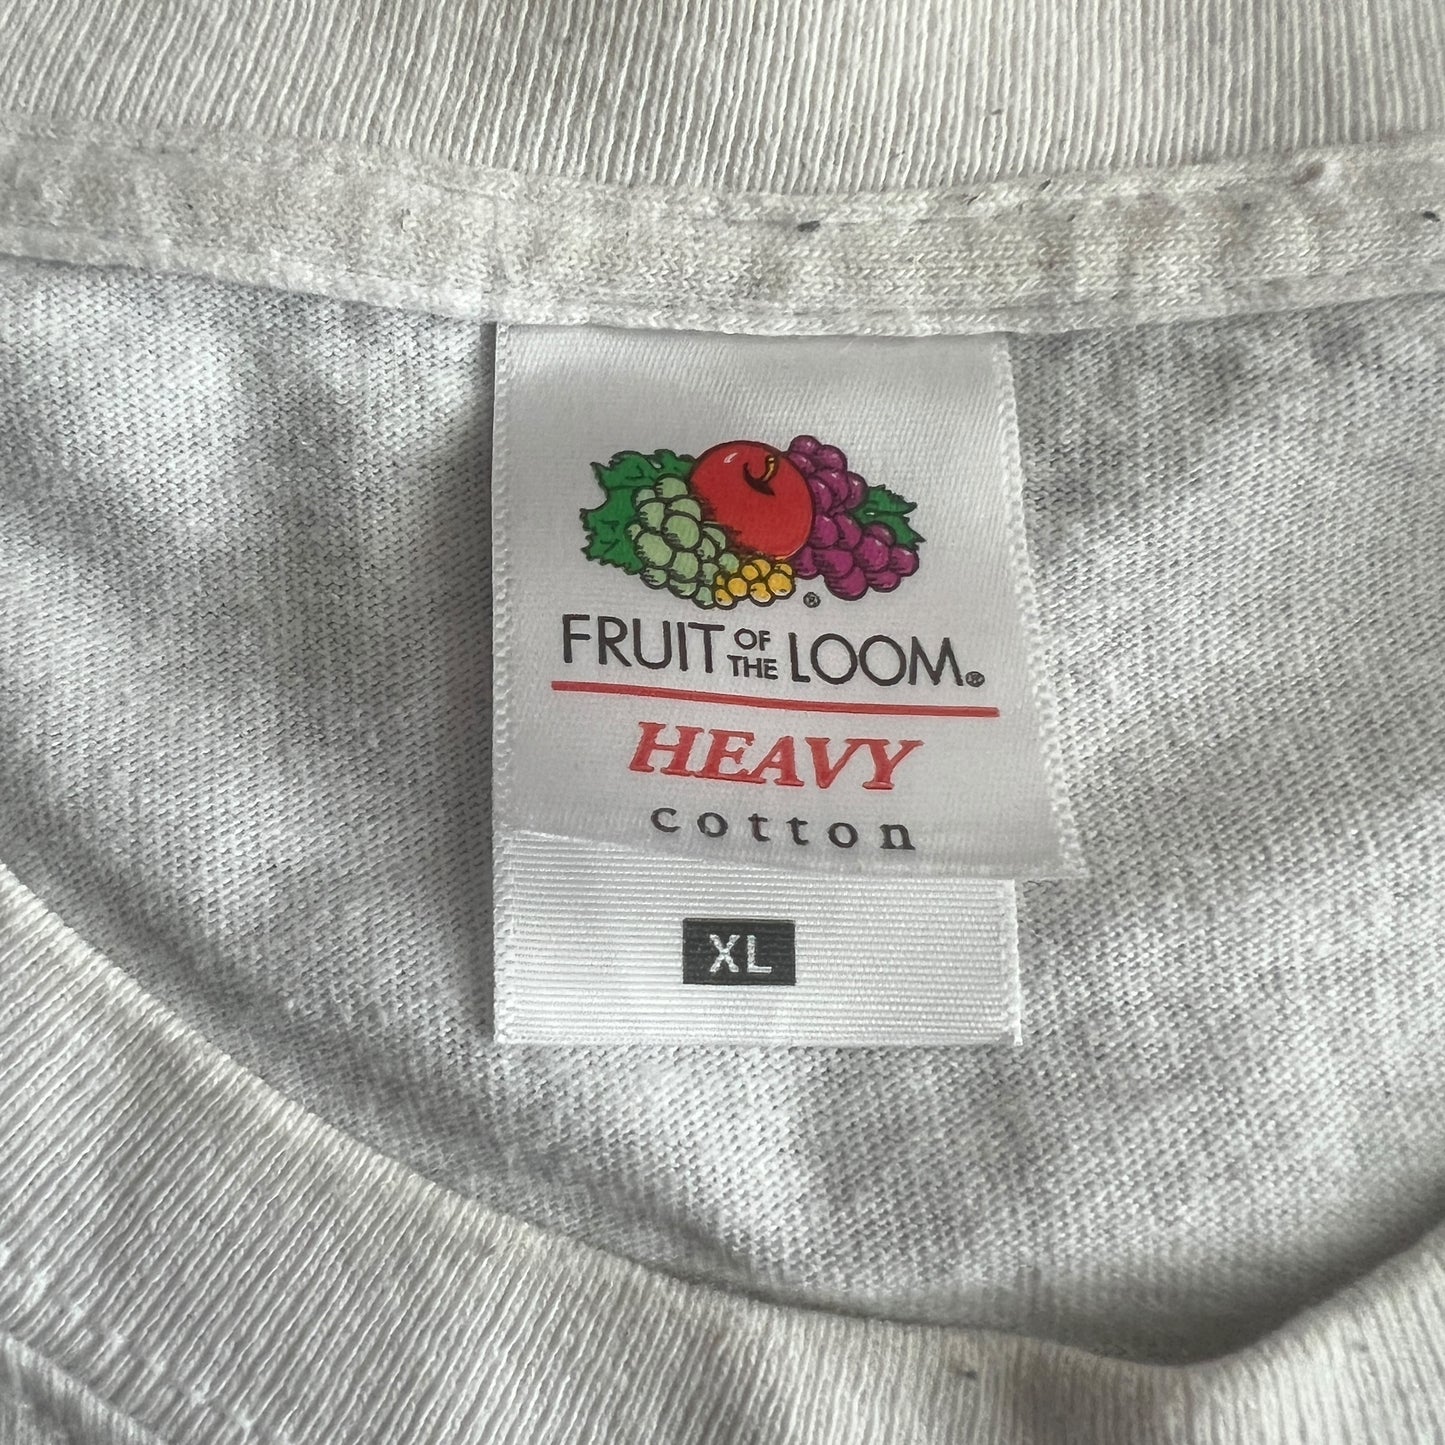 ®
FRUIT OF THE LOOM®
HEAVY
cotton
XL